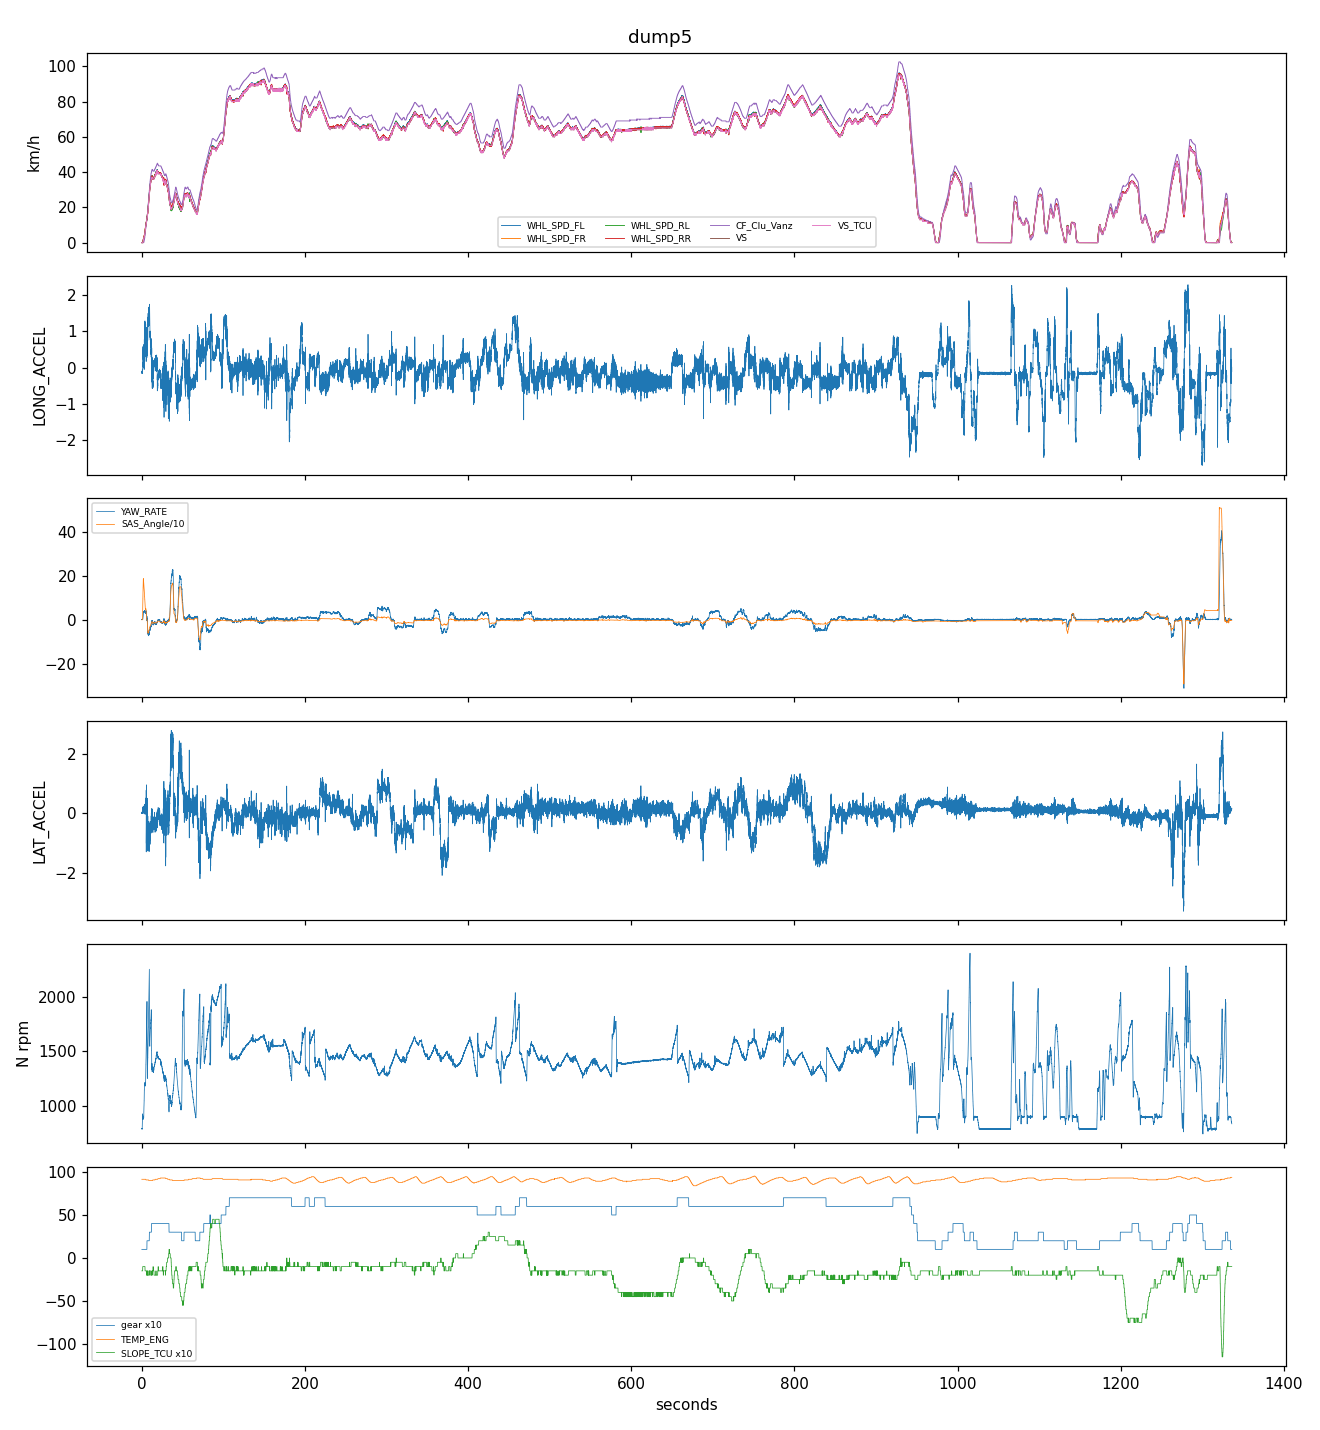 dump5
km/h
100
80
60
40
20
0
WHL_SPD_FL WHL_SPD_RL CF_Clu_Vanz VS_TCU
WHL_SPD_FR WHL_SPD_RR VS
LONG_ACCEL
2
1
0
−1
−2
YAW_RATE
SAS_Angle/10
40
20
0
−20
LAT_ACCEL
2
0
−2
N rpm
2000
1500
1000
100
50
0
−50
−100
gear x10
TEMP_ENG
SLOPE_TCU x10
0 200 400 600 800 1000 1200 1400
seconds